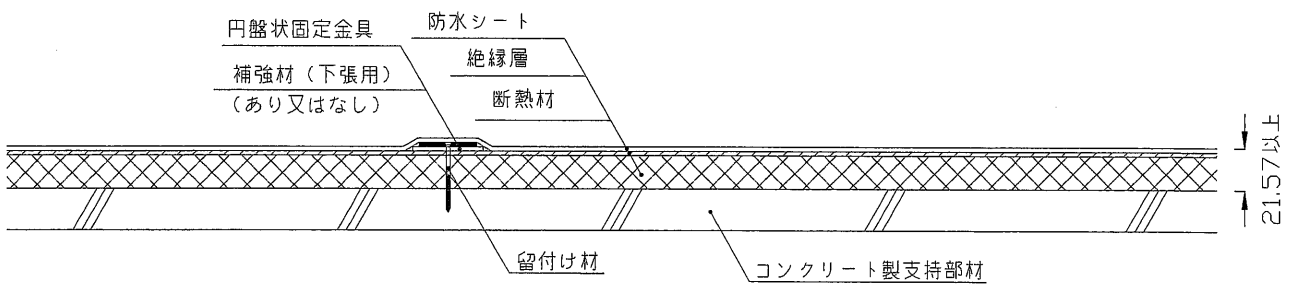 円盤状固定金具
防水シート
絶縁層
補強材（下張用）
（あり又はなし）
断熱材
21.57以上
留付け材
コンクリート製支持部材